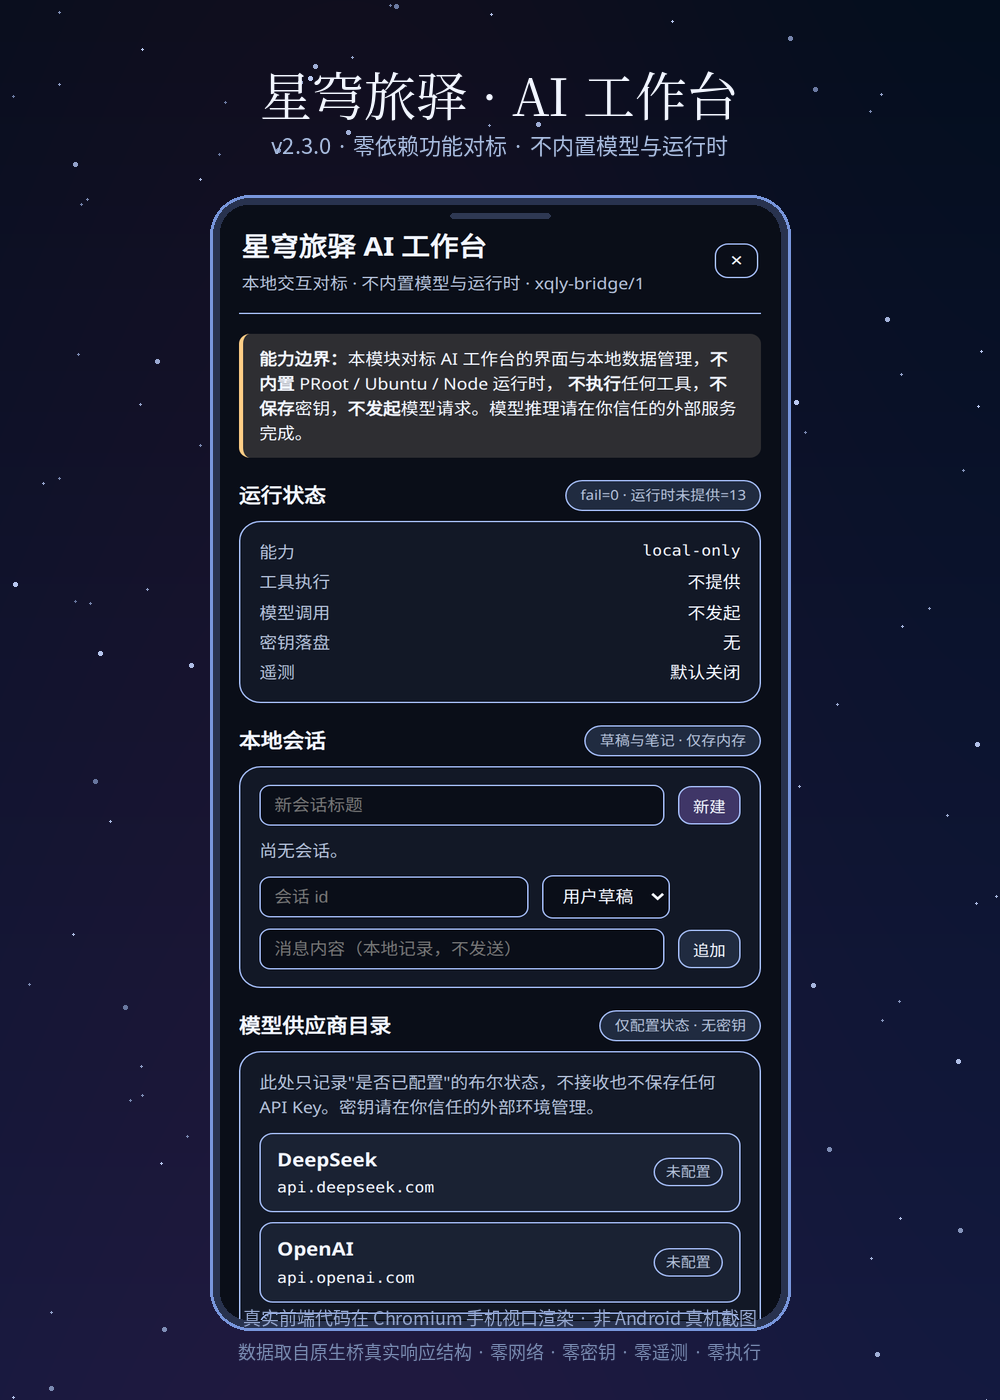 星穹旅驿 · AI 工作台
v2.3.0 · 零依赖功能对标 · 不内置模型与运行时
星穹旅驿 AI 工作台
×
本地交互对标 · 不内置模型与运行时 · xqly-bridge/1
能力边界：本模块对标 AI 工作台的界面与本地数据管理，不
内置 PRoot / Ubuntu / Node 运行时， 不执行任何工具，不
保存密钥，不发起模型请求。模型推理请在你信任的外部服务
完成。
运行状态
fail=0 · 运行时未提供=13
能力
local-only
工具执行
不提供
模型调用
不发起
密钥落盘
无
遥测
默认关闭
本地会话
草稿与笔记 · 仅存内存
新会话标题
新建
尚无会话。
会话 id
用户草稿
消息内容（本地记录，不发送）
追加
模型供应商目录
仅配置状态 · 无密钥
此处只记录"是否已配置"的布尔状态，不接收也不保存任何
API Key。密钥请在你信任的外部环境管理。
DeepSeek
api.deepseek.com
未配置
OpenAI
api.openai.com
未配置
真实前端代码在 Chromium 手机视口渲染 · 非 Android 真机截图
数据取自原生桥真实响应结构 · 零网络 · 零密钥 · 零遥测 · 零执行